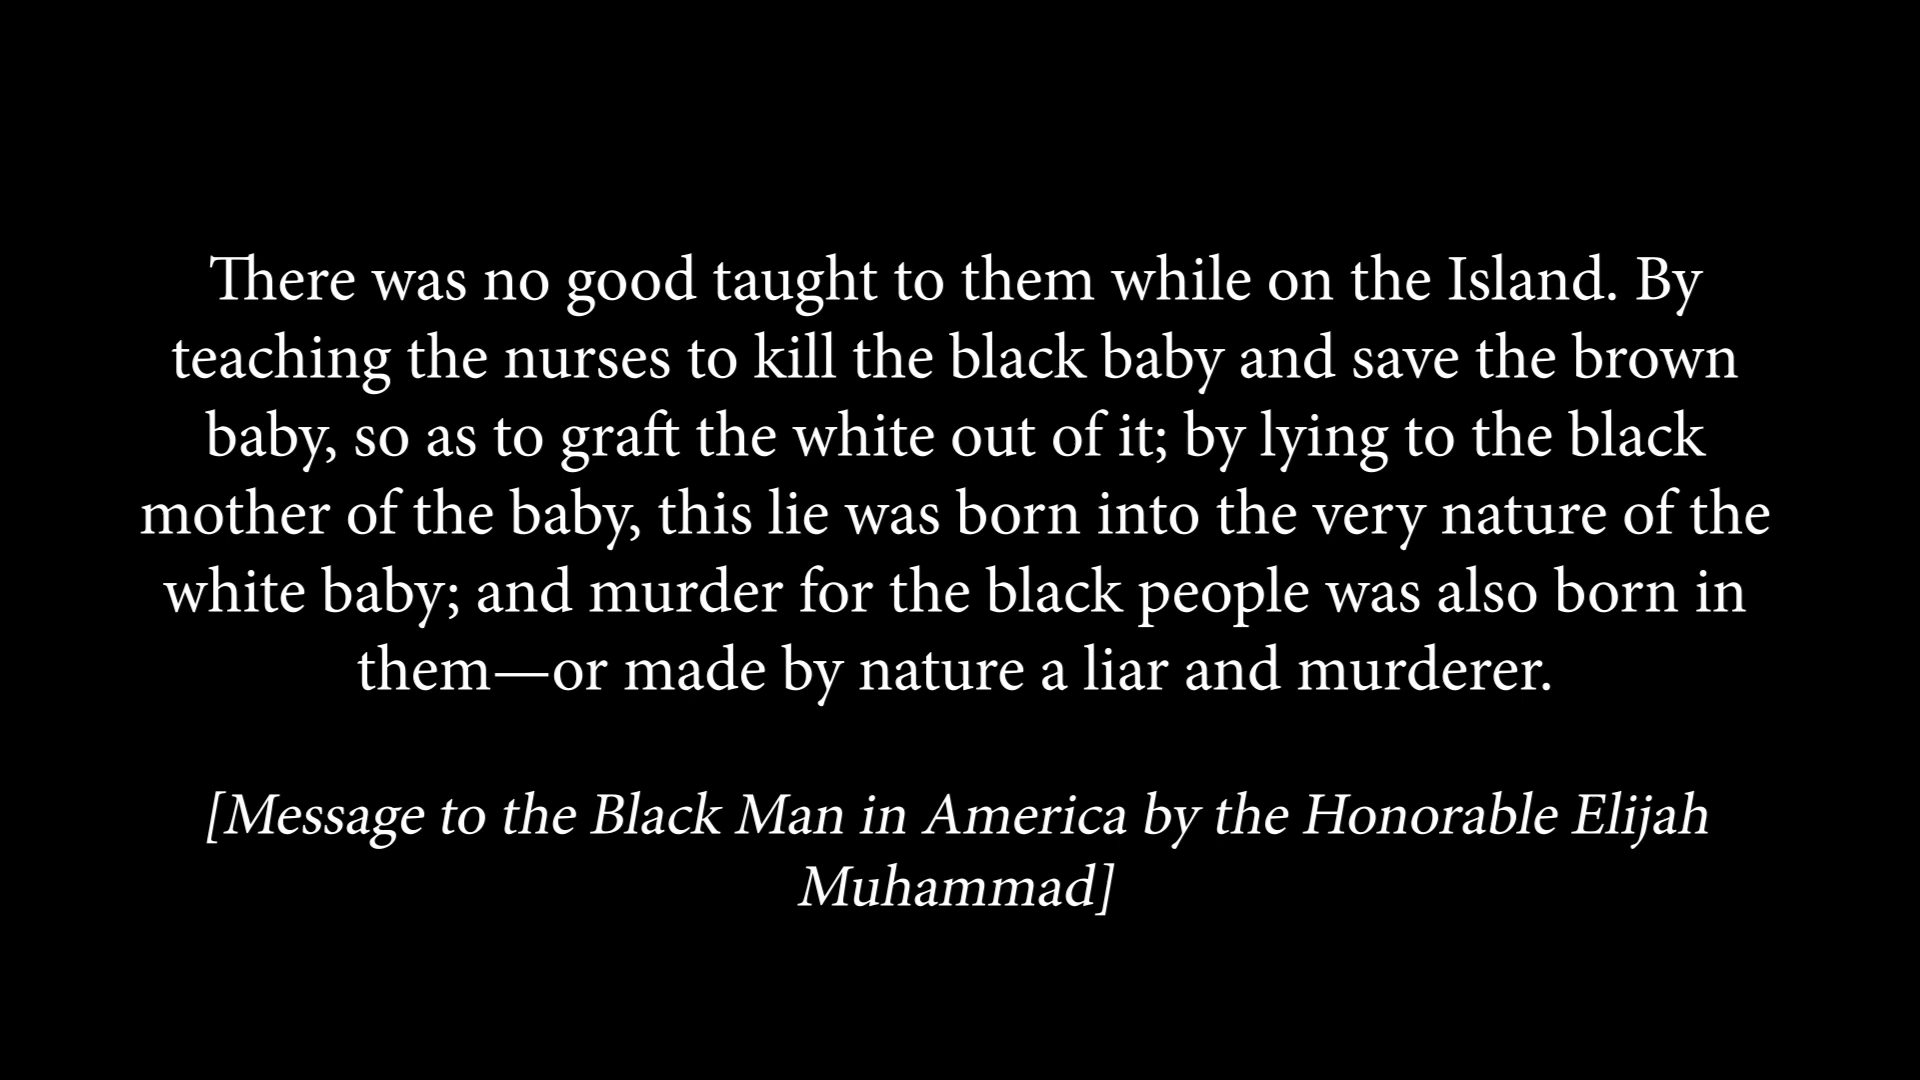 There was no good taught to them while on the Island. By
teaching the nurses to kill the black baby and save the brown
baby, so as to graft the white out of it; by lying to the black
mother of the baby, this lie was born into the very nature of the
white baby; and murder for the black people was also born in
them—or made by nature a liar and murderer.
[Message to the Black Man in America by the Honorable Elijah
Muhammad]